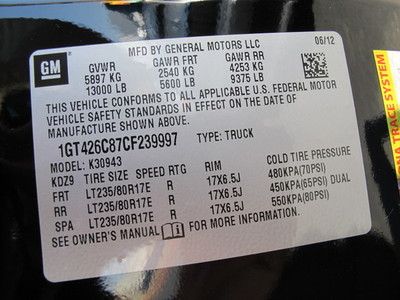 MFD BY GENERAL MOTORS LLC
GM
GVWR GAWR FRT GAWR RR 06/12
5897 KG 2540 KG 4253 KG
13000 LB 5600 LB 9375 LB
THIS VEHICLE CONFORMS TO ALL APPLICABLE U.S. FEDERAL MOTOR
VEHICLE SAFETY STANDARDS IN EFFECT ON THE DATE OF
MANUFACTURE SHOWN ABOVE.
1GT426C87CF239997 TYPE: TRUCK
MODEL: K30943
KDZ9 TIRE SIZE SPEED RTG RIM COLD TIRE PRESSURE
FRT LT235/80R17E R 17X6.5J 480KPA(70PSI)
RR LT235/80R17E R 17X6.5J 450KPA(65PSI) DUAL
SPA LT235/80R17E R 17X6.5J 550KPA(80PSI)
SEE OWNER'S MANUAL FOR ADDITIONAL INFORMATION.
NA TRACE SYSTEM